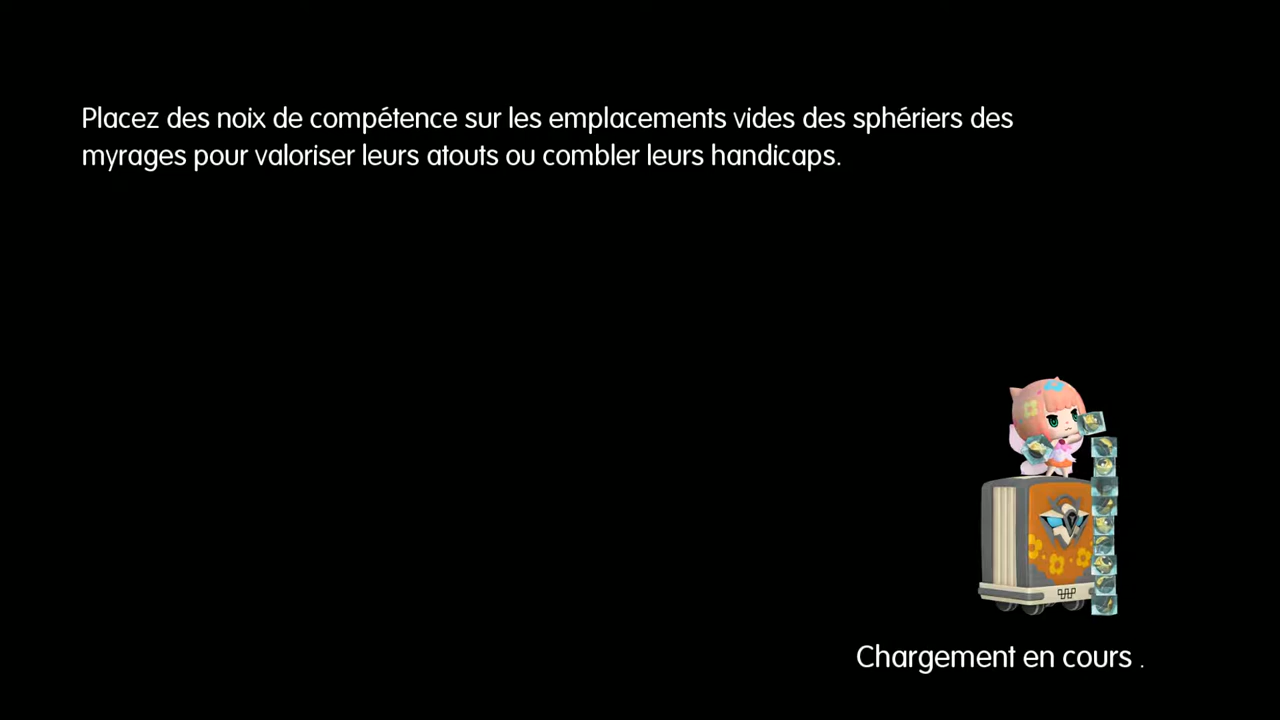 Placez des noix de compétence sur les emplacements vides des sphériers des
myrages pour valoriser leurs atouts ou combler leurs handicaps.
Chargement en cours .